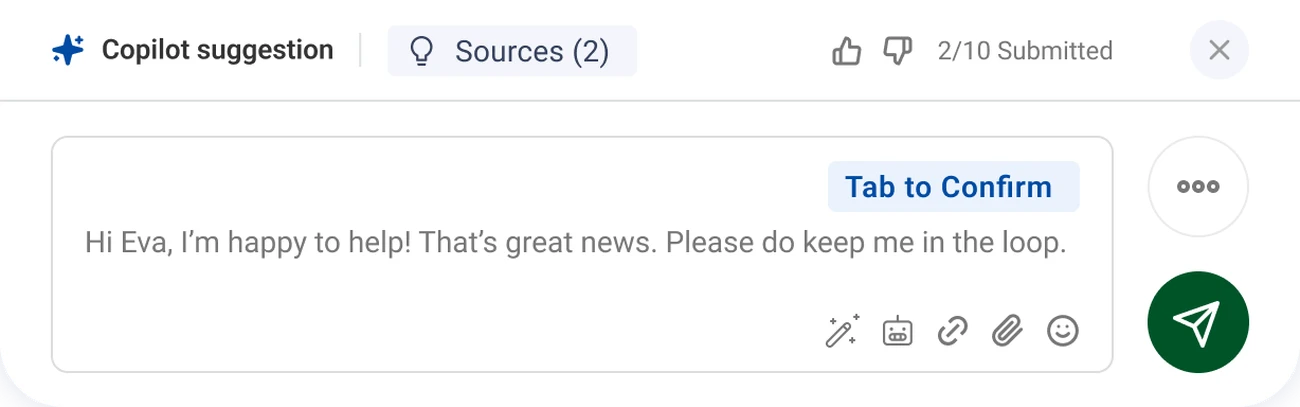 Copilot suggestion
Sources (2)
2/10 Submitted
Tab to Confirm
Hi Eva, I’m happy to help! That’s great news. Please do keep me in the loop.